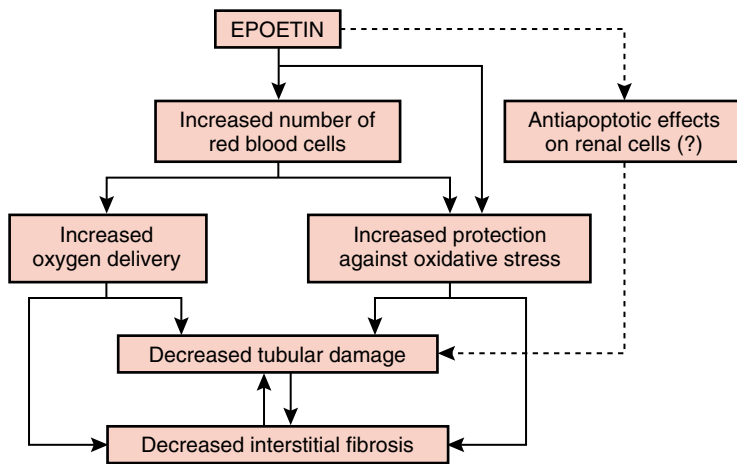 EPOETIN
Increased number of
red blood cells
Antiapoptotic effects
on renal cells (?)
Increased
oxygen delivery
Increased protection
against oxidative stress
Decreased tubular damage
Decreased interstitial fibrosis